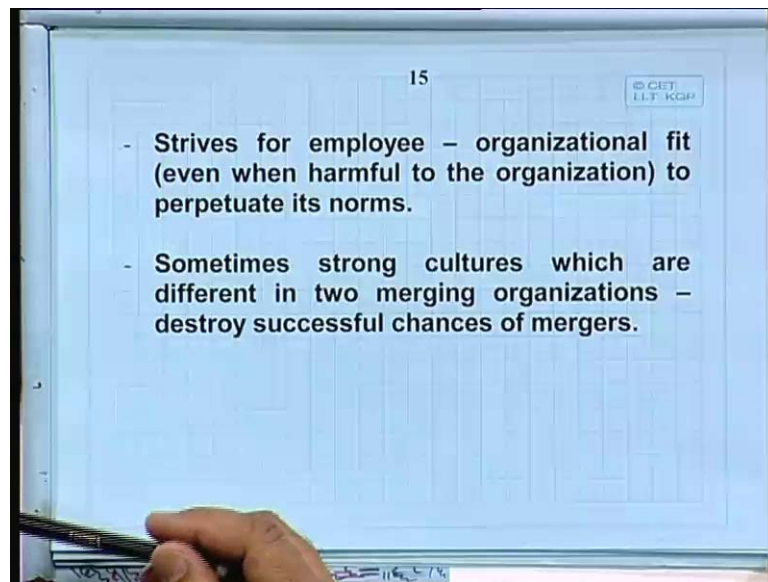 15
© CET
I.I.T. KGP
- Strives for employee – organizational fit
(even when harmful to the organization) to
perpetuate its norms.
- Sometimes strong cultures which are
different in two merging organizations –
destroy successful chances of mergers.